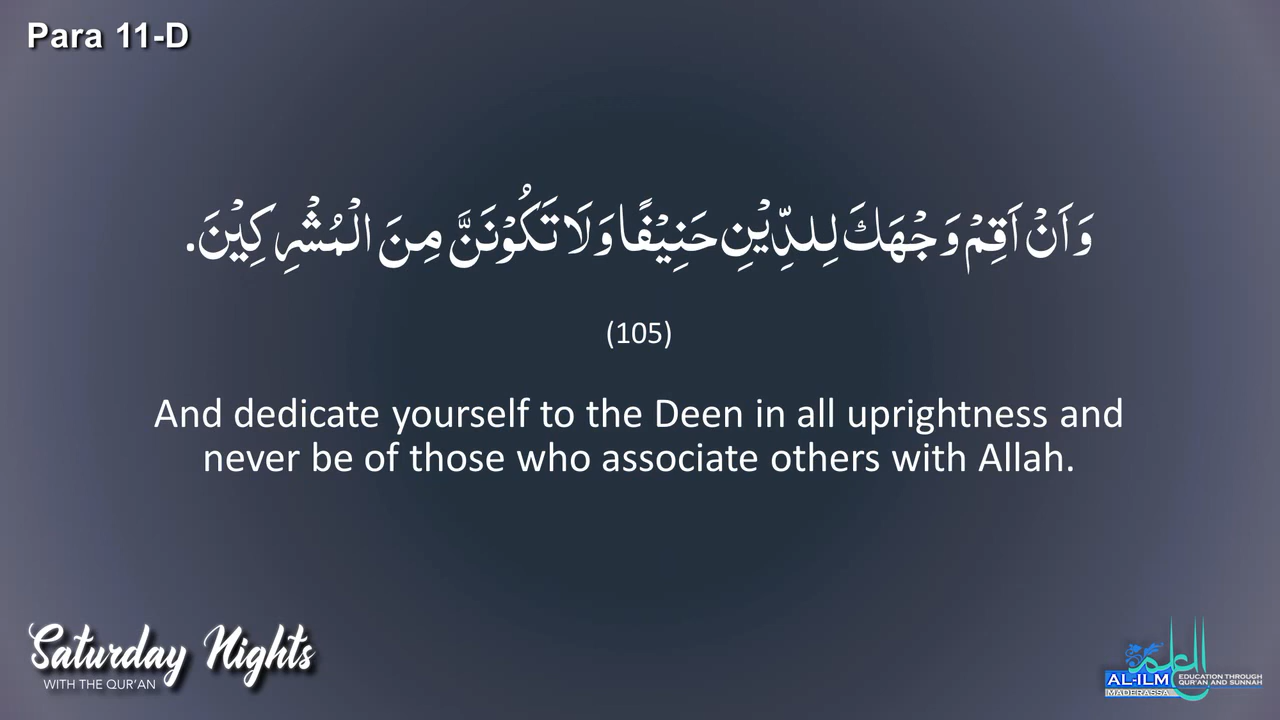 Para 11-D
وَاَنْ اَقِمْ وَجْهَكَ لِلدِّيْنِ حَنِيْفًا وَلَا تَكُوْنَنَّ مِنَ الْمُشْرِكِيْنَ.
(105)
And dedicate yourself to the Deen in all uprightness and
never be of those who associate others with Allah.
Saturday Nights
WITH THE QUR'AN
العلم
AL-ILM
MADERASSA
EDUCATION THROUGH
QUR'AN AND SUNNAH